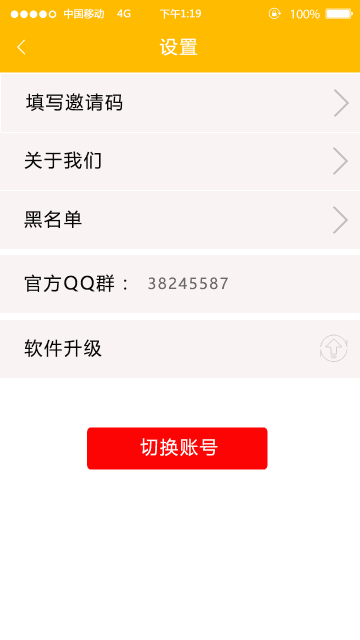 中国移动 4G 下午1:19 100%
设置
填写邀请码
关于我们
黑名单
官方QQ群： 38245587
软件升级
切换账号